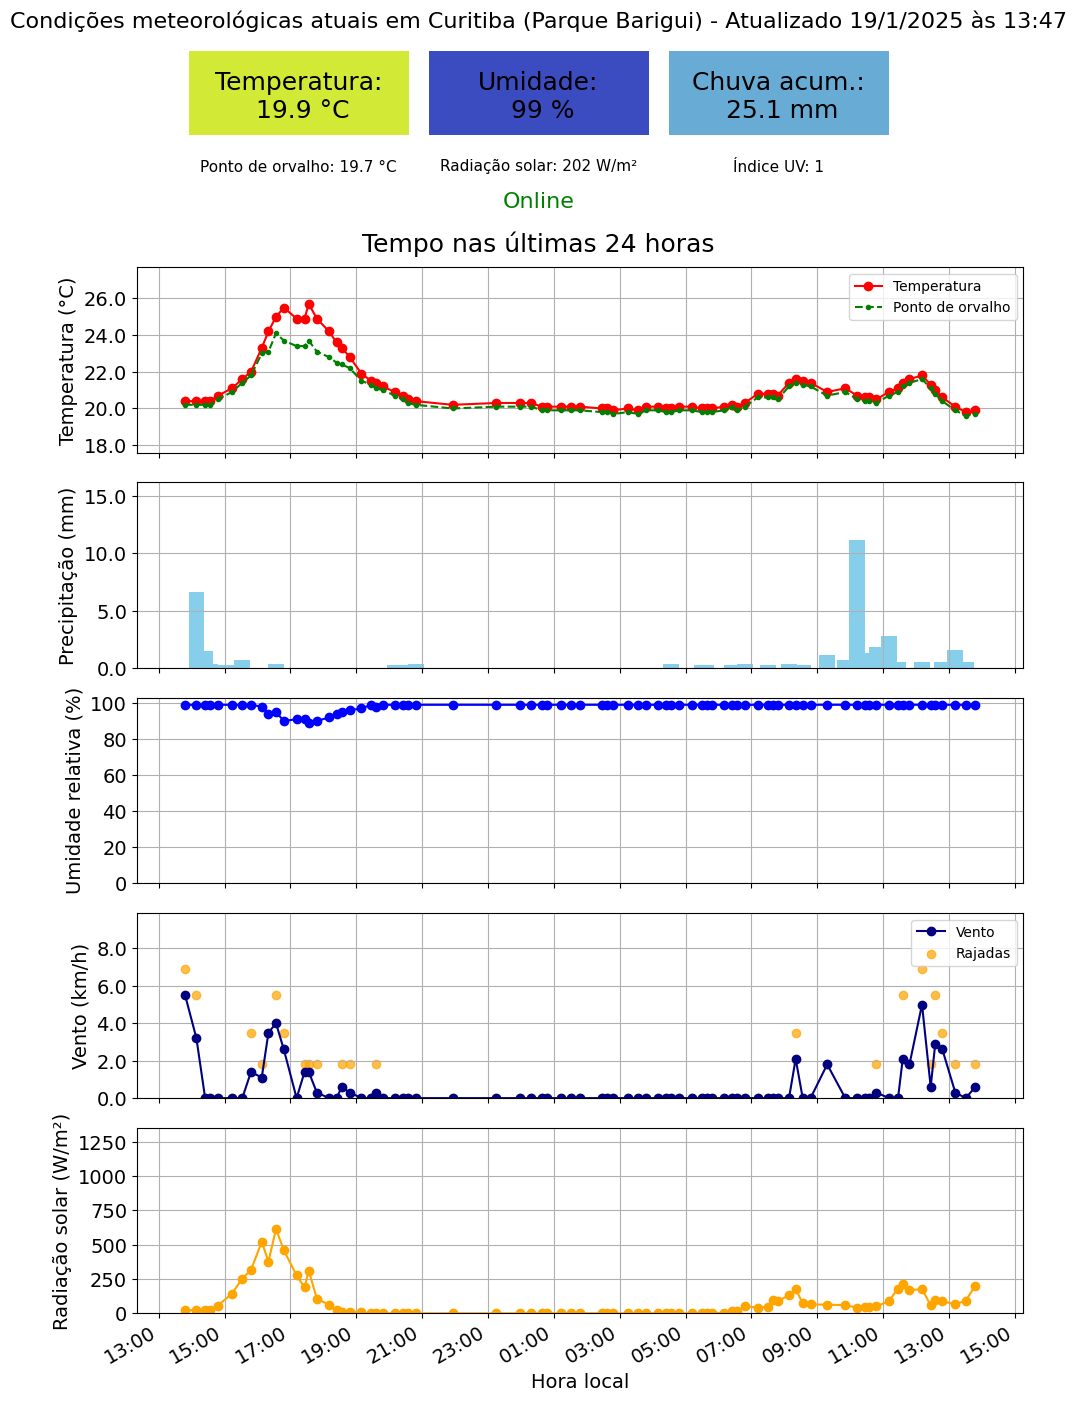 Condições meteorológicas atuais em Curitiba (Parque Barigui) - Atualizado 19/1/2025 às 13:47
Temperatura:
19.9 °C
Umidade:
99 %
Chuva acum.:
25.1 mm
Ponto de orvalho: 19.7 °C
Radiação solar: 202 W/m²
Índice UV: 1
Online
Tempo nas últimas 24 horas
Temperatura (°C)
26.0
24.0
22.0
20.0
18.0
Temperatura
Ponto de orvalho
Precipitação (mm)
15.0
10.0
5.0
0.0
Umidade relativa (%)
100
80
60
40
20
0
Vento (km/h)
8.0
6.0
4.0
2.0
0.0
Vento
Rajadas
Radiação solar (W/m²)
1250
1000
750
500
250
0
13:00
15:00
17:00
19:00
21:00
23:00
01:00
03:00
05:00
07:00
09:00
11:00
13:00
15:00
Hora local